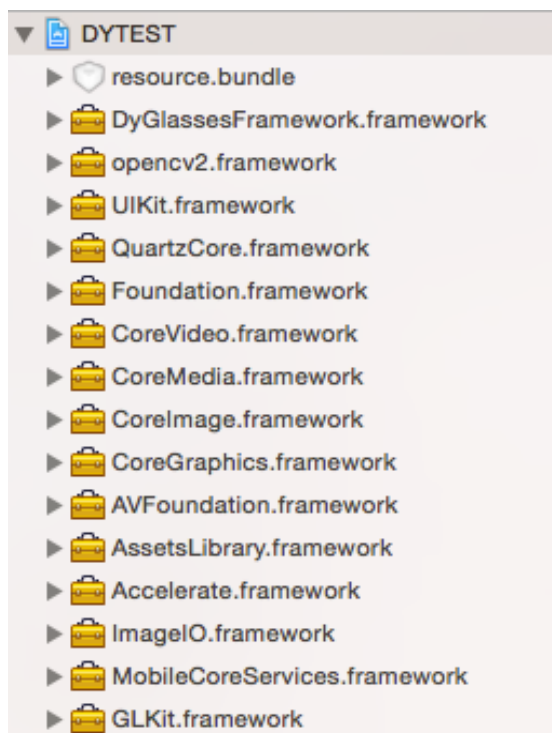 DYTEST
resource.bundle
DyGlassesFramework.framework
opencv2.framework
UIKit.framework
QuartzCore.framework
Foundation.framework
CoreVideo.framework
CoreMedia.framework
CoreImage.framework
CoreGraphics.framework
AVFoundation.framework
AssetsLibrary.framework
Accelerate.framework
ImageIO.framework
MobileCoreServices.framework
GLKit.framework